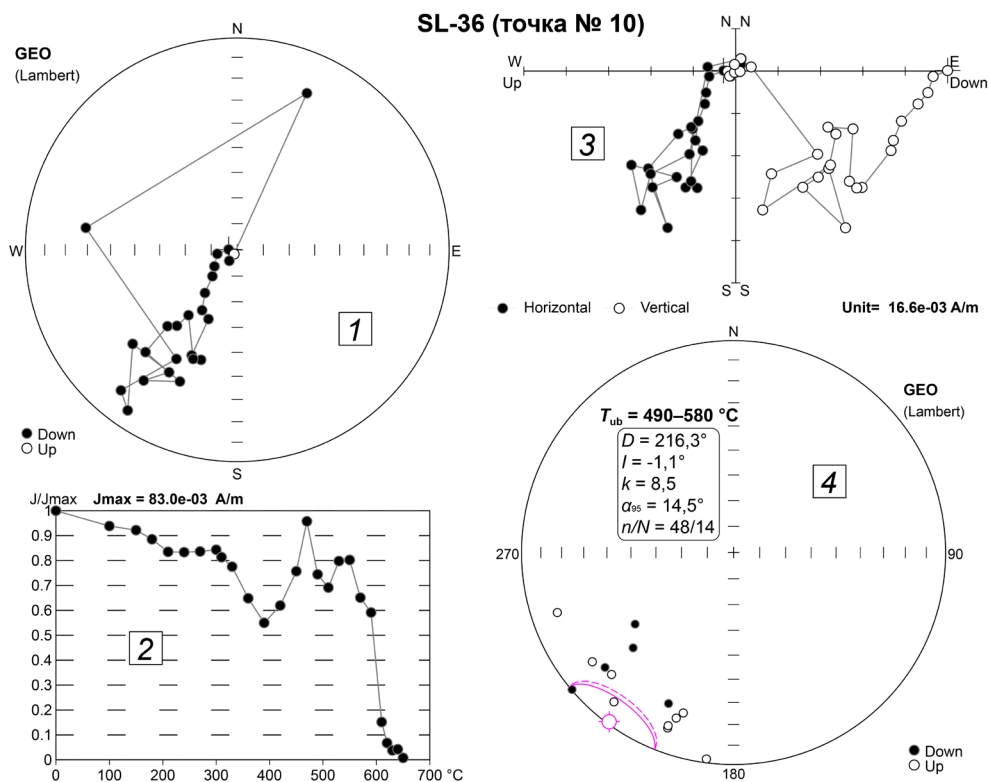 SL-36 (точка № 10)
GEO
(Lambert)
N
W
E
S
1
Down
Up
N N
W
Up
E
Down
3
S S
Horizontal
Vertical
Unit= 16.6e-03 A/m
J/Jmax Jmax = 83.0e-03 A/m
1
0.9
0.8
0.7
0.6
0.5
0.4
0.3
0.2
0.1
0
2
0 100 200 300 400 500 600 700 °C
N
GEO
(Lambert)
Tub = 490–580 °C
D = 216,3°
I = -1,1°
k = 8,5
α95 = 14,5°
n/N = 48/14
4
270
90
180
Down
Up